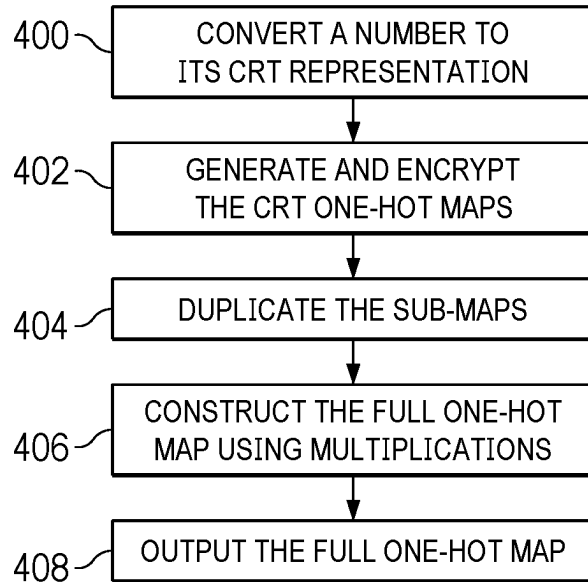 400
CONVERT A NUMBER TO
ITS CRT REPRESENTATION
402
GENERATE AND ENCRYPT
THE CRT ONE-HOT MAPS
404
DUPLICATE THE SUB-MAPS
406
CONSTRUCT THE FULL ONE-HOT
MAP USING MULTIPLICATIONS
408
OUTPUT THE FULL ONE-HOT MAP